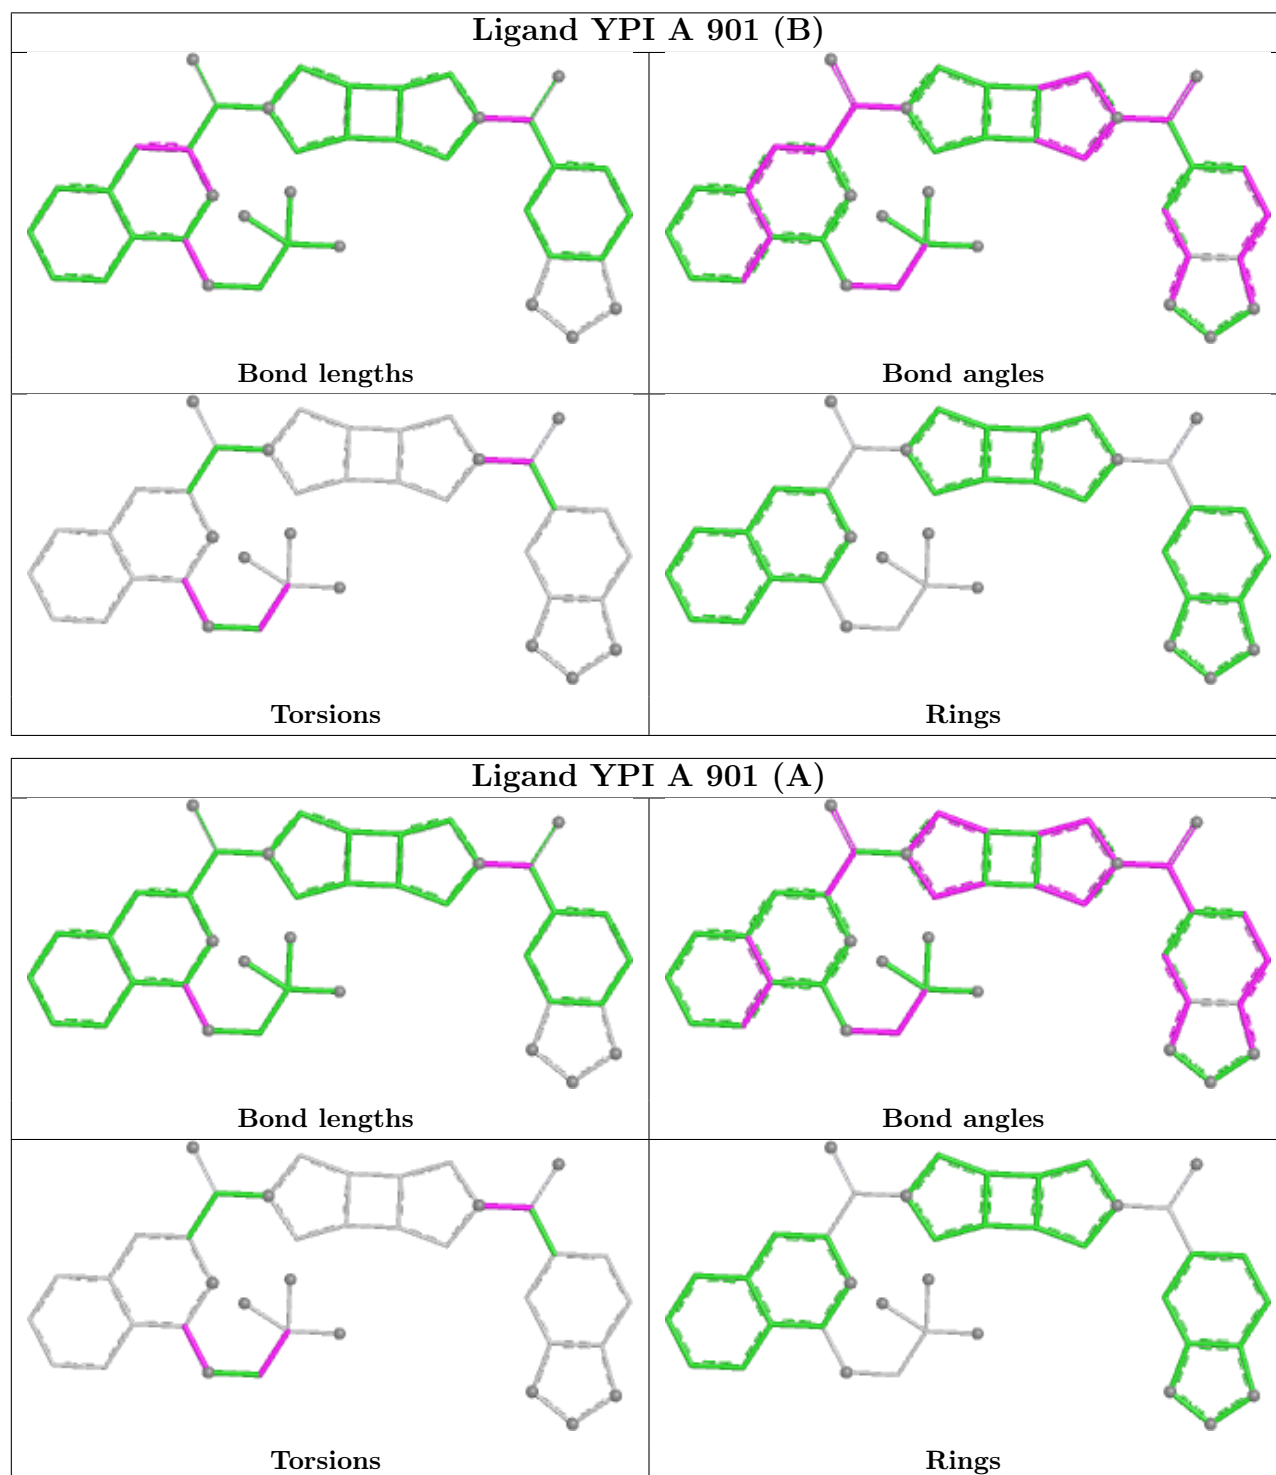 Ligand YPI A 901 (B)
Bond lengths
Bond angles
Torsions
Rings
Ligand YPI A 901 (A)
Bond lengths
Bond angles
Torsions
Rings